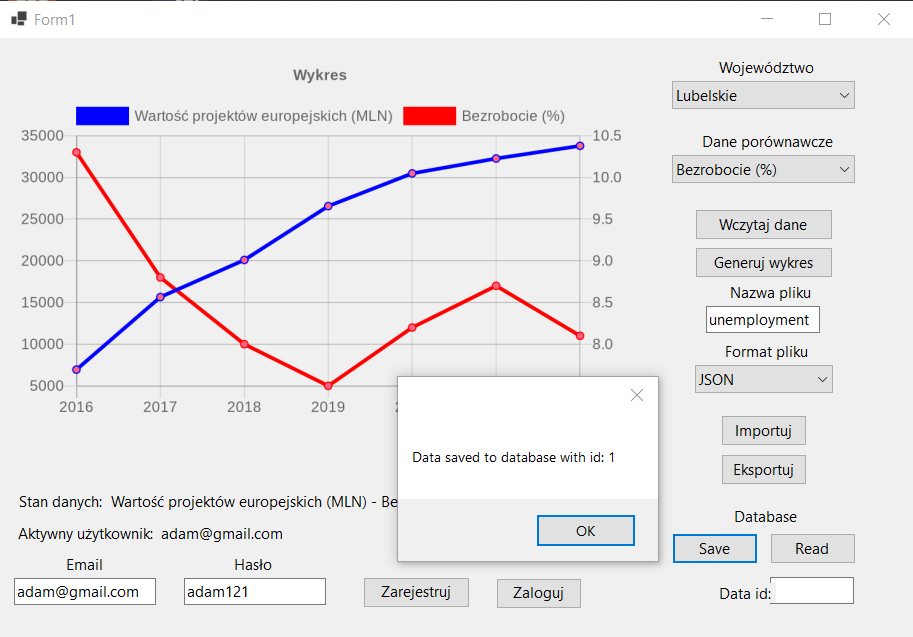 Form1
Wykres
Wartość projektów europejskich (MLN) Bezrobocie (%)
35000 10.5
30000 10.0
25000 9.5
20000 9.0
15000 8.5
10000 8.0
5000
2016 2017 2018 2019
Województwo
Lubelskie
Dane porównawcze
Bezrobocie (%)
Wczytaj dane
Generuj wykres
Nazwa pliku
unemployment
Format pliku
JSON
Importuj
Eksportuj
Database
Save Read
Data id:
Data saved to database with id: 1
OK
Stan danych: Wartość projektów europejskich (MLN) - Be
Aktywny użytkownik: adam@gmail.com
Email Hasło
adam@gmail.com adam121 Zarejestruj Zaloguj